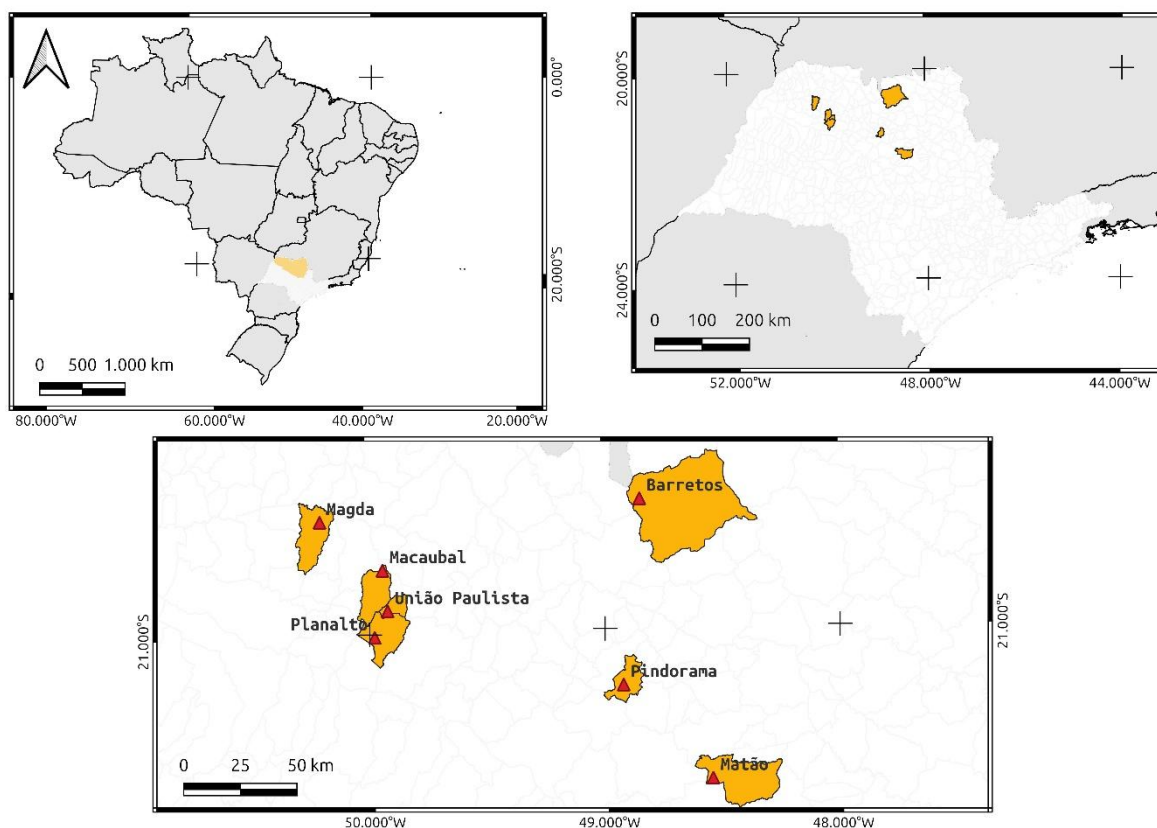 0.000°
20.000°S
0 500 1.000 km
80.000°W 60.000°W 40.000°W 20.000°W
20.000°S
24.000°S
0 100 200 km
52.000°W 48.000°W 44.000°W
Barretos
Magda
Macaubal
União Paulista
Planalto
21.000°S
21.000°S
Pindorama
Matão
0 25 50 km
50.000°W 49.000°W 48.000°W